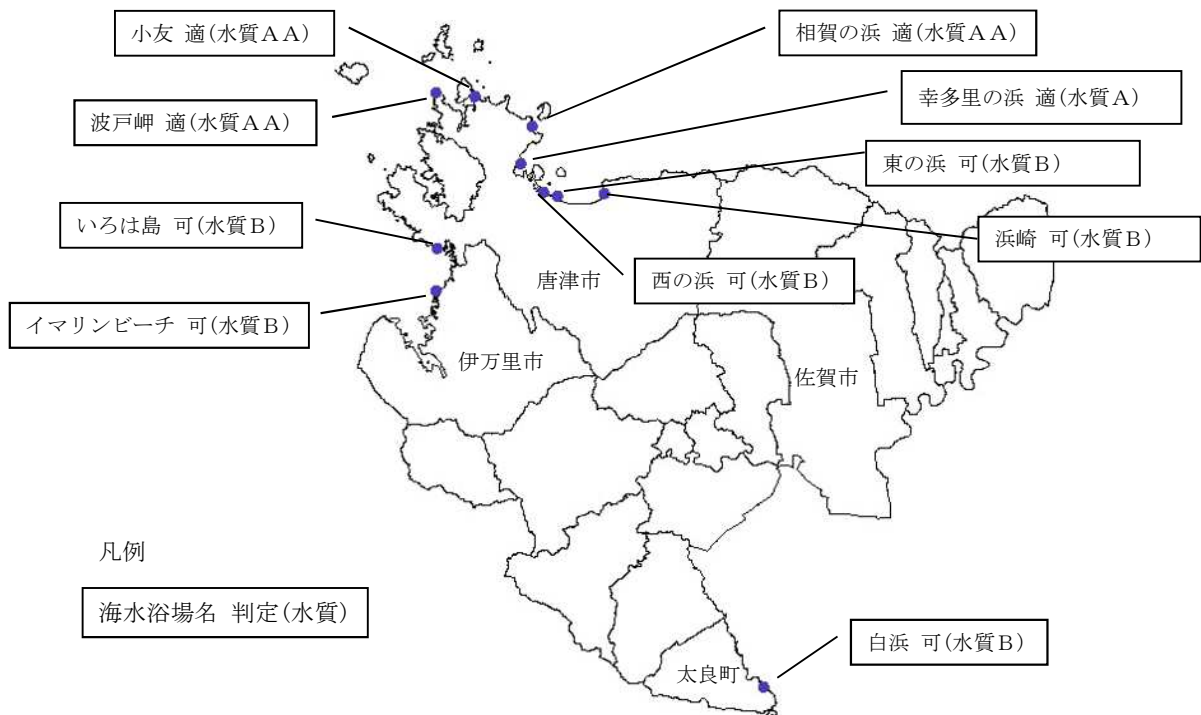 小友 適(水質ＡＡ)
相賀の浜 適(水質ＡＡ)
幸多里の浜 適(水質Ａ)
波戸岬 適(水質ＡＡ)
東の浜 可(水質Ｂ)
いろは島 可(水質Ｂ)
浜崎 可(水質Ｂ)
西の浜 可(水質Ｂ)
唐津市
イマリンビーチ 可(水質Ｂ)
伊万里市
佐賀市
凡例
海水浴場名 判定(水質)
白浜 可(水質Ｂ)
太良町